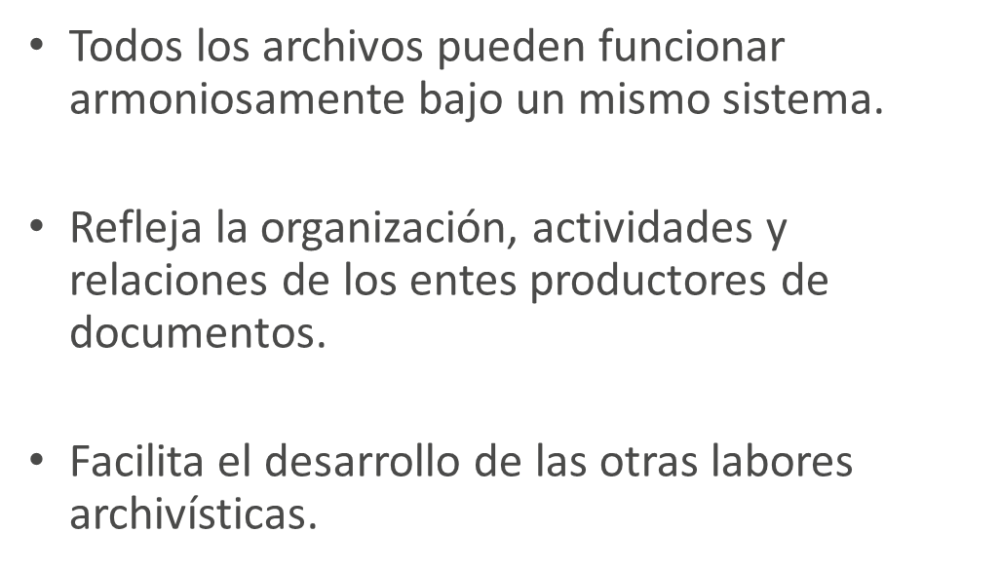 • Todos los archivos pueden funcionar
armoniosamente bajo un mismo sistema.
• Refleja la organización, actividades y
relaciones de los entes productores de
documentos.
• Facilita el desarrollo de las otras labores
archivísticas.